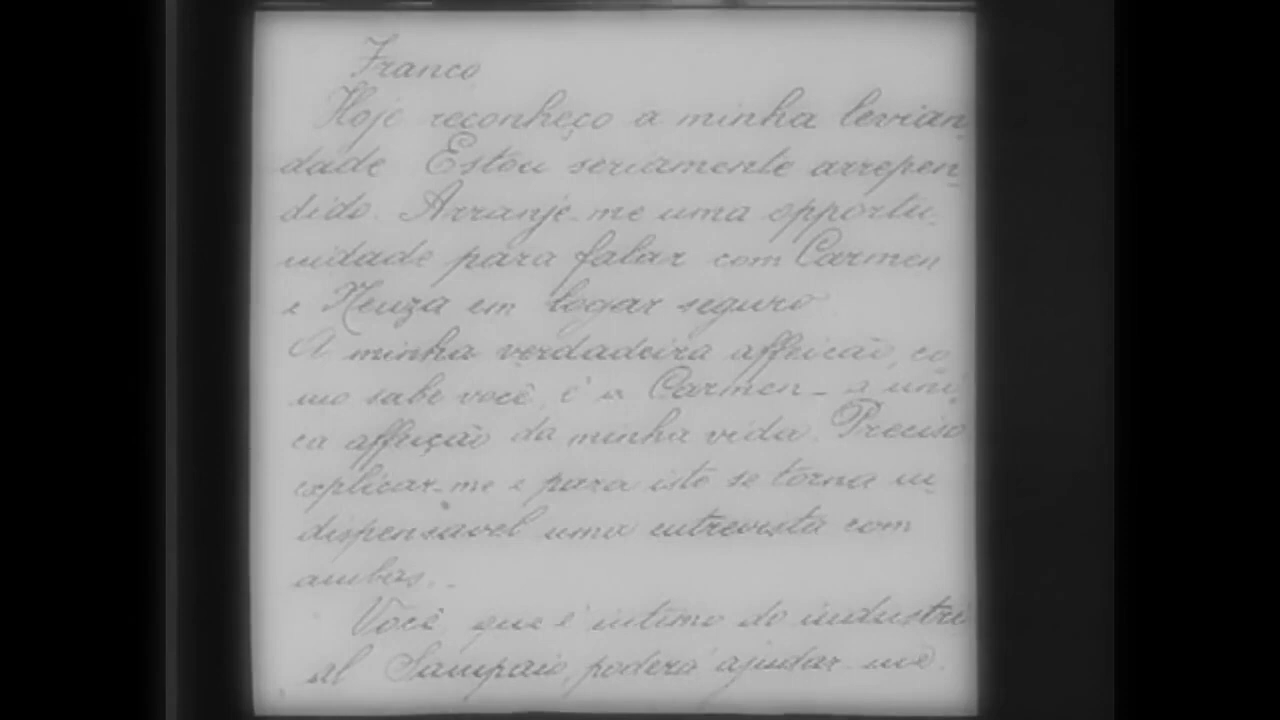 Franco
Hoje reconheço a minha levian-
dade Estou seriamente arrepen-
dido. Arranje-me uma opportu-
nidade para falar com Carmen
e Neuza em logar seguro
A minha verdadeira affeição, co-
mo sabe você, é a Carmen - a uni-
ca affeição da minha vida. Preciso
explicar-me e para isto se torna in-
dispensavel uma entrevista com
ambas. -
Você, que é intimo do industri
al Sampaio, poderá ajudar-me.